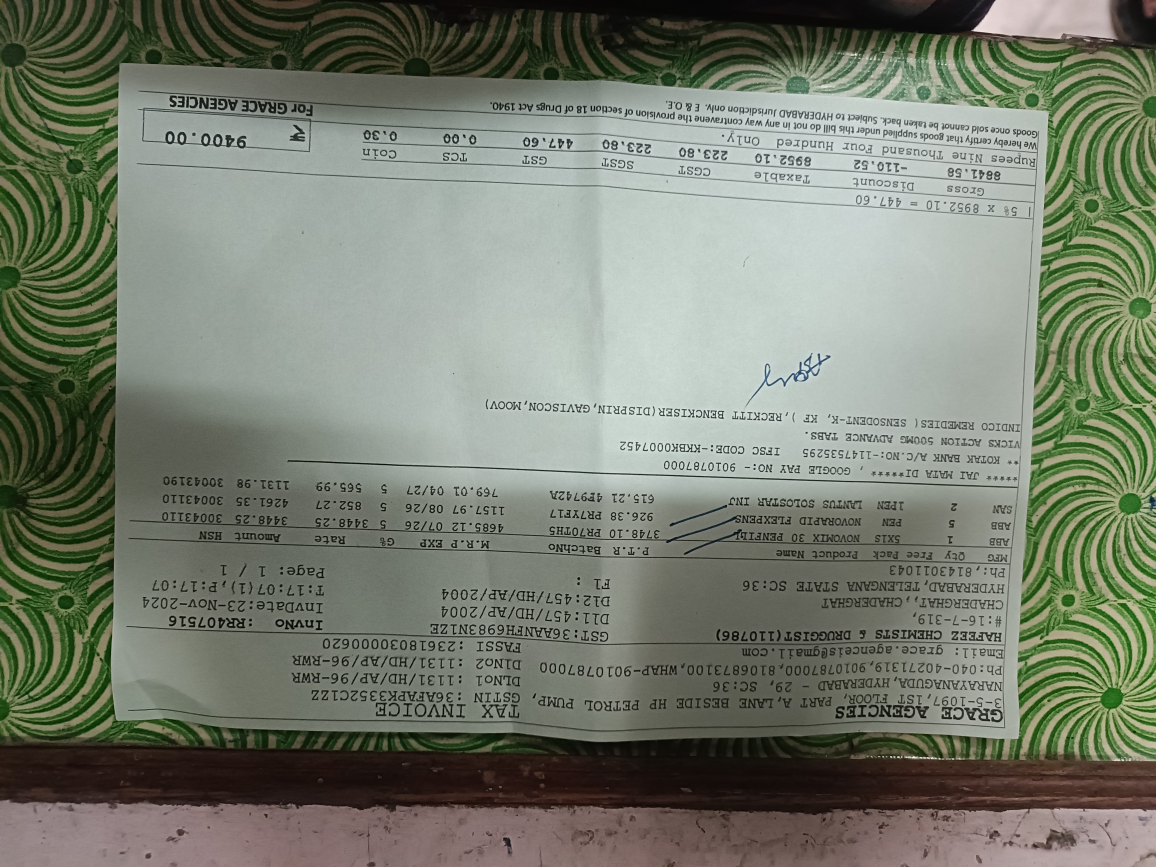 GRACE AGENCIES TAX INVOICE
3-5-1097,1ST FLOOR, PART A,LANE BESIDE HP PETROL PUMP, GSTIN :36AFAPK3352C1ZZ
NARAYANAGUDA,HYDERABAD - 29, SC:36 DLNo1 :1131/HD/AP/96-RWR
Ph:040-40271319,9010787000,8106873100,WHAP-9010787000 DlNo2 :1131/HD/AP/96-RWR
Email: grace.agencies@gmail.com FASSI :23618030000620
HAFEEZ CHEMISTS & DRUGGIST(110786) GST:36AANFH6983N1ZE InvNo :RR407516
#:16-7-319, D11:457/HD/AP/2004 InvDate:23-Nov-2024
CHADERGHAT,,CHADERGHAT D12:457/HD/AP/2004 T:17:07(1),P:17:07
HYDERABAD,TELENGANA STATE SC:36 F1 : Page: 1 / 1
Ph:,8143011043
MFG Qty Free Pack Product Name P.T.R BatchNo M.R.P EXP G% Rate Amount HSN
ABB 1 5X1S NOVOMIX 30 PENFIL 3748.10 PR70TH5 4685.12 07/26 5 3448.25 3448.25 30043110
ABB 5 PEN NOVORAPID FLEXPENS 926.38 PR7YF17 1157.97 08/26 5 852.27 4261.35 30043110
SAN 2 1PEN LANTUS SOLOSTAR INJ 615.21 4F9742A 769.01 04/27 5 565.99 1131.98 30043190
***** JAI MATA DI***** , GOOGLE PAY NO:- 9010787000
** KOTAK BANK A/C.NO:-1147535295 IFSC CODE:-KKBK0007452
VICKS ACTION 500MG ADVANCE TABS.
INDICO REMEDIES( SENSODENT-K, KF ),RECKITT BENCKISER(DISPRIN,GAVISCON,MOOV)
| 5% x 8952.10 = 447.60
Gross Discount Taxable CGST SGST GST TCS Coin
8841.58 -110.52 8952.10 223.80 223.80 447.60 0.00 0.30 ₹ 9400.00
Rupees Nine Thousand Four Hundred Only.
We hereby certify that goods supplied under this bill do not in any way contravene the provision of section 18 of Drugs Act 1940. For GRACE AGENCIES
Goods once sold cannot be taken back. Subject to HYDERABAD Jurisdiction only. E & O.E.